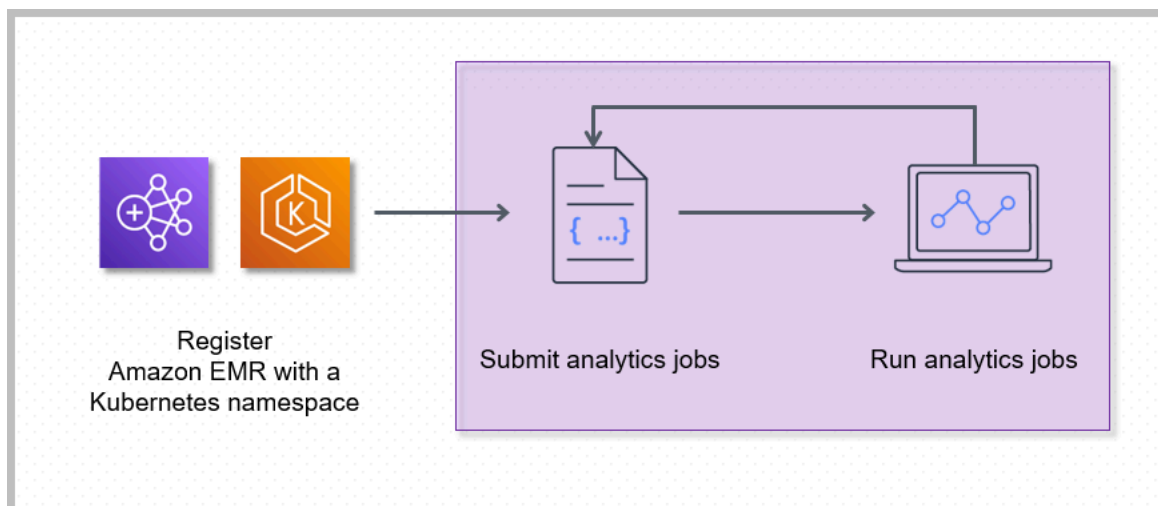 K
{ ...}
Register
Amazon EMR with a
Kubernetes namespace
Submit analytics jobs
Run analytics jobs